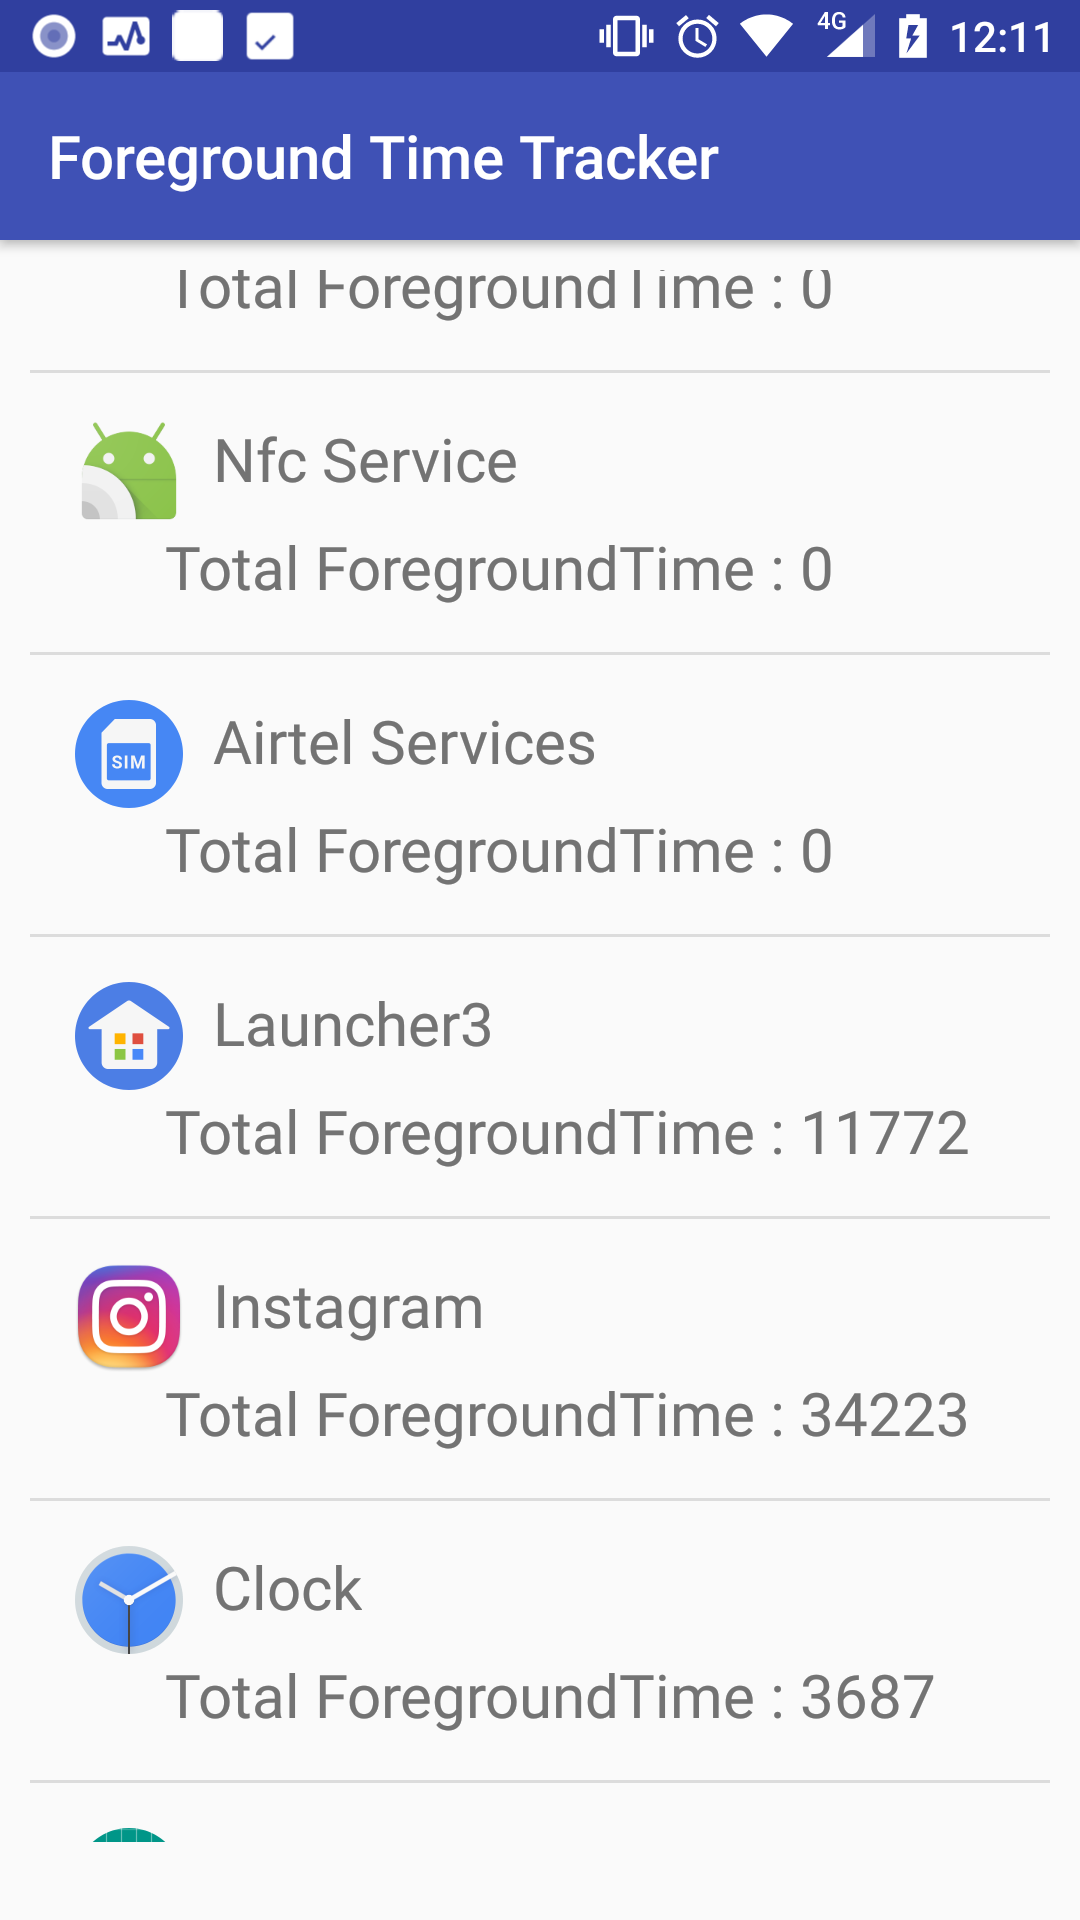 4G 12:11
Foreground Time Tracker
Total ForegroundTime : 0
Nfc Service
Total ForegroundTime : 0
SIM
Airtel Services
Total ForegroundTime : 0
Launcher3
Total ForegroundTime : 11772
Instagram
Total ForegroundTime : 34223
Clock
Total ForegroundTime : 3687